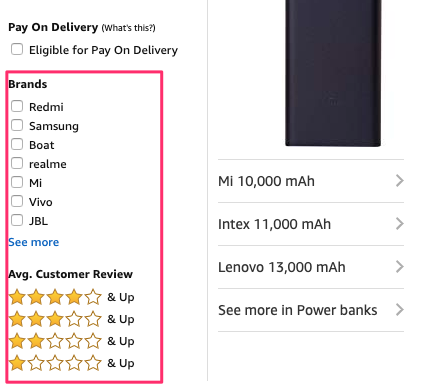 Pay On Delivery (What's this?)
Eligible for Pay On Delivery
Brands
Redmi
Samsung
Boat
realme
Mi
Vivo
JBL
See more
Avg. Customer Review
& Up
& Up
& Up
& Up
Mi 10,000 mAh
Intex 11,000 mAh
Lenovo 13,000 mAh
See more in Power banks